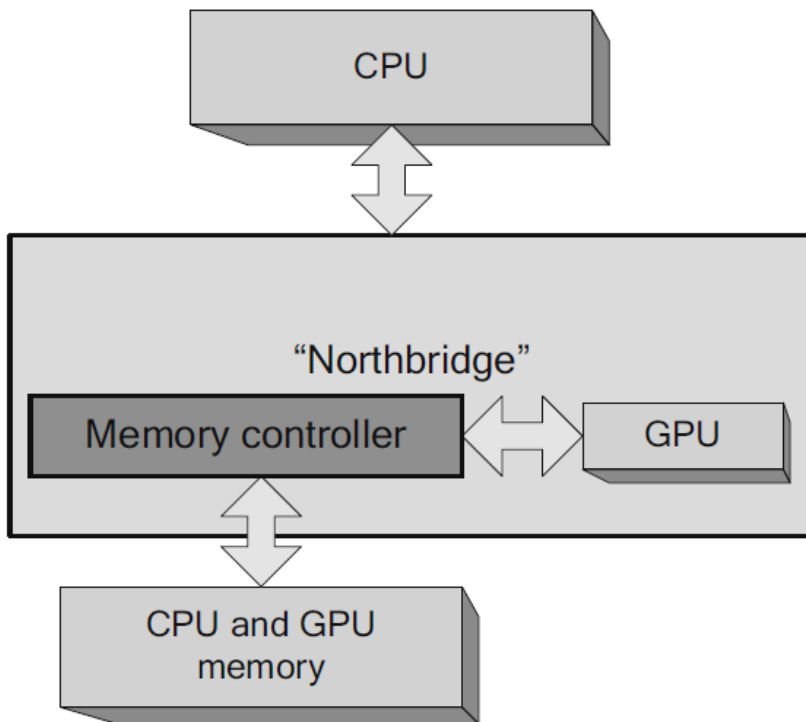 CPU
“Northbridge”
Memory controller
GPU
CPU and GPU
memory